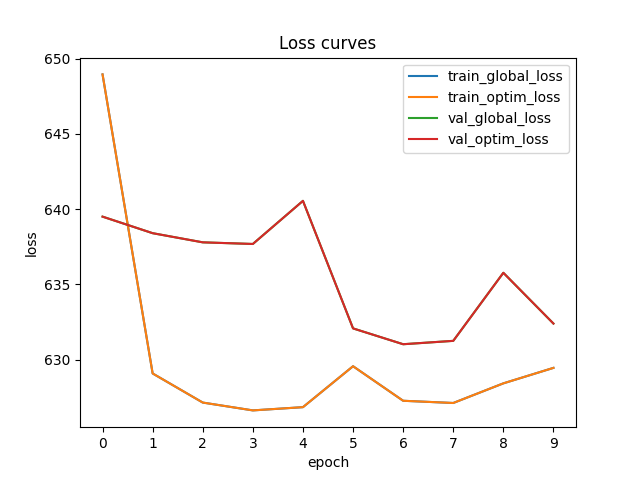 Loss curves
650
645
640
635
630
loss
train_global_loss
train_optim_loss
val_global_loss
val_optim_loss
0 1 2 3 4 5 6 7 8 9
epoch